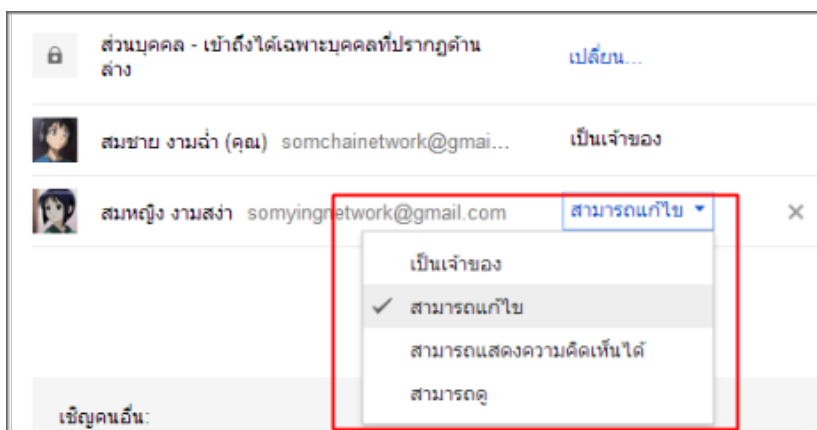 ส่วนบุคคล - เข้าถึงได้เฉพาะบุคคลที่ปรากฏด้าน
ล่าง
เปลี่ยน...
สมชาย งามฉ่ำ (คุณ) somchainetwork@gmai... เป็นเจ้าของ
สมหญิง งามสง่า somyingnetwork@gmail.com สามารถแก้ไข
เป็นเจ้าของ
สามารถแก้ไข
สามารถแสดงความคิดเห็นได้
สามารถดู
เชิญคนอื่น: